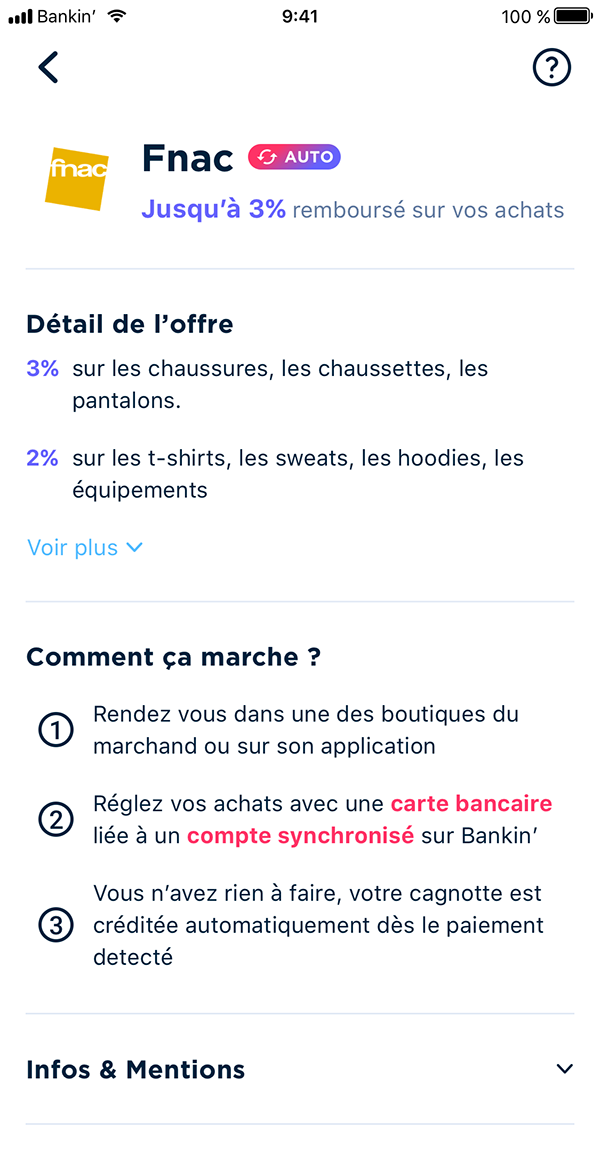 Bankin’ 9:41 100 %
?
fnac
Fnac AUTO
Jusqu’à 3% remboursé sur vos achats
Détail de l’offre
3% sur les chaussures, les chaussettes, les
pantalons.
2% sur les t-shirts, les sweats, les hoodies, les
équipements
Voir plus
Comment ça marche ?
1 Rendez vous dans une des boutiques du
marchand ou sur son application
2 Réglez vos achats avec une carte bancaire
liée à un compte synchronisé sur Bankin’
3 Vous n’avez rien à faire, votre cagnotte est
créditée automatiquement dès le paiement
detecté
Infos & Mentions